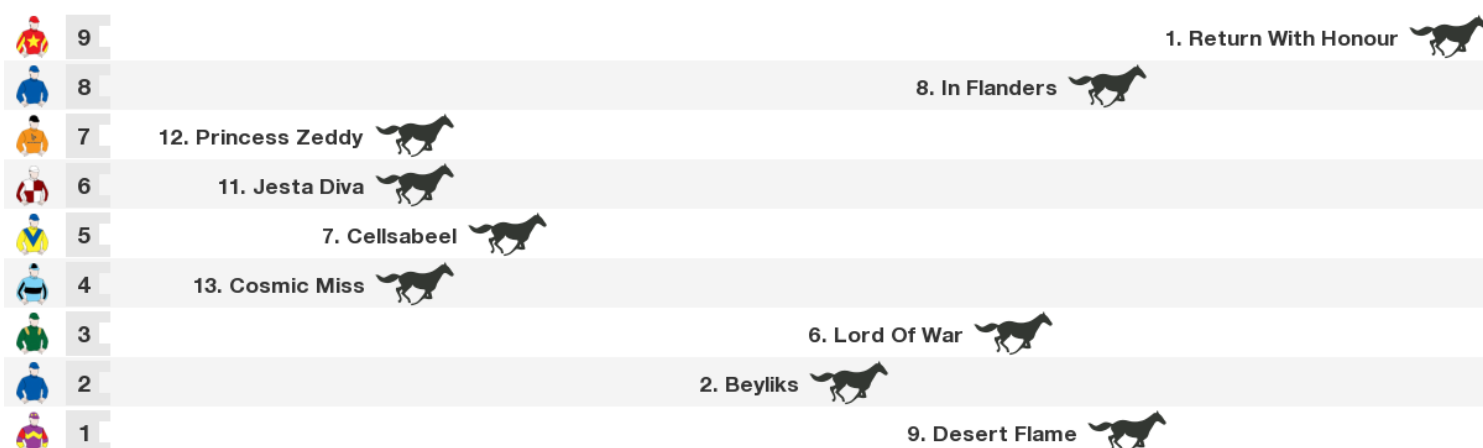 9 1. Return With Honour
8 8. In Flanders
7 12. Princess Zeddy
6 11. Jesta Diva
5 7. Cellsabeel
4 13. Cosmic Miss
3 6. Lord Of War
2 2. Beyliks
1 9. Desert Flame